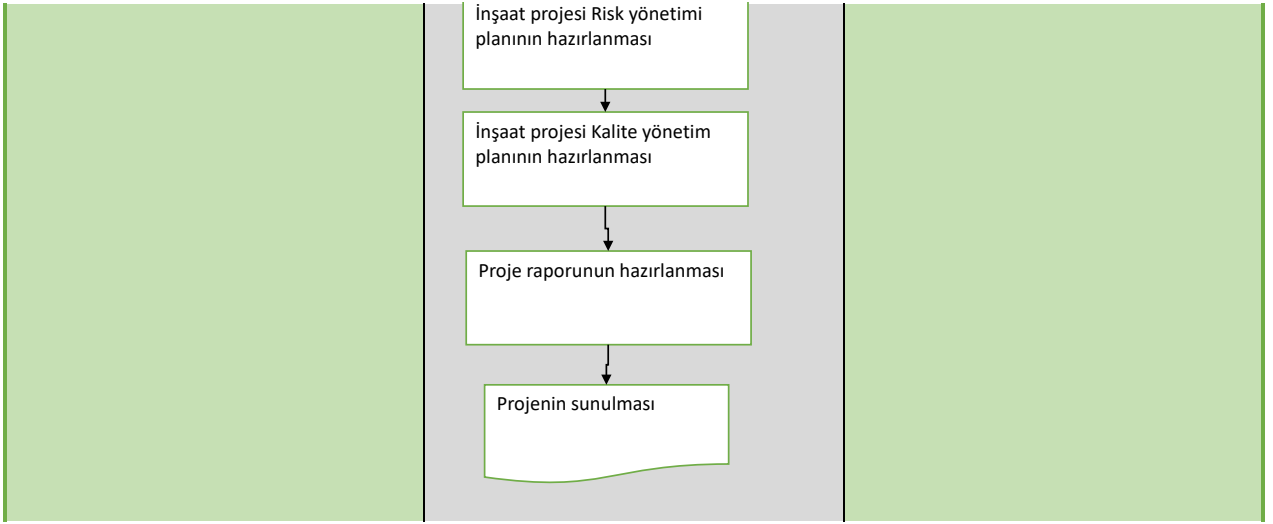 İnşaat projesi Risk yönetimi
planının hazırlanması
İnşaat projesi Kalite yönetim
planının hazırlanması
Proje raporunun hazırlanması
Projenin sunulması